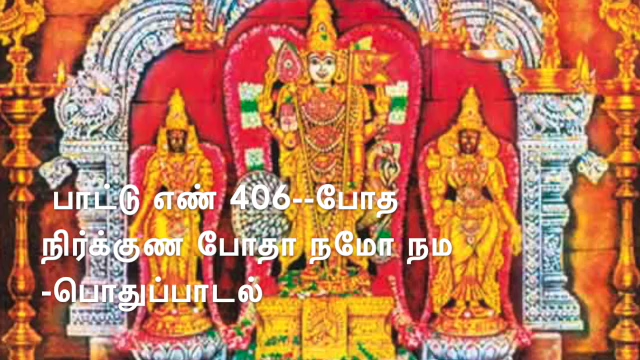 பாட்டு எண் 406--போத
நிர்க்குண போதா நமோ நம
-பொதுப்பாடல்